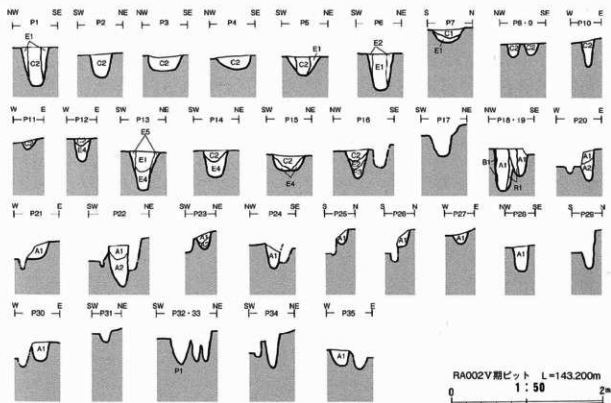 NW SE SW NE SW NE SW NE SW NE NW SE S N NW SE W E
P1 P2 P3 P4 P5 P6 P7 P8・9 P10
E1 E2 E1 C1 C2 C2 C2
C2 C2 C2 C2 C2 E1 E1
W E W E SW NE SW NE SW NE NW SE SW NE NW SE W E
P11 P12 P13 P14 P15 P16 P17 P18・19 P20
E5
E1 C2 C2 C2 A1 A1 A1
E4 E4 E4 E4 B1 R1 A2
W E SW NE SW NE NW SE S N S N W E NW SE S N
P21 P22 P23 P24 P25 P26 P27 P28 P29
A1 A1 A1 A1 A1 A1 A1 A1
A2
W E SW NE SW NE SW NE W E
P30 P31 P32・33 P34 P35
A1 P1 A1
RA002V期ピット L=143.200m
1:50
0 2m